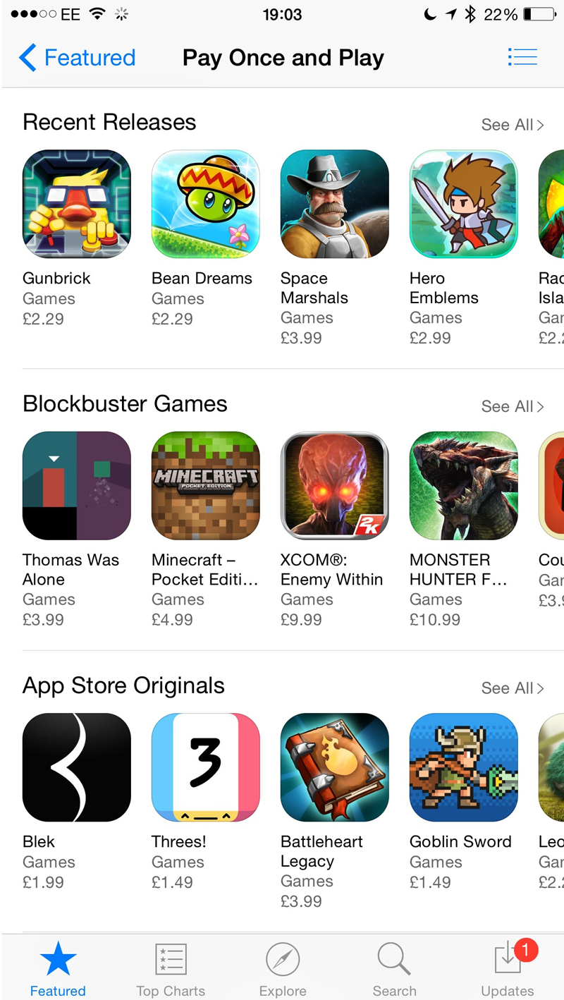 EE 19:03 22%
Featured Pay Once and Play
Recent Releases See All
Gunbrick
Games
£2.29
Bean Dreams
Games
£2.29
Space
Marshals
Games
£3.99
Hero
Emblems
Games
£2.99
Rac
Isla
Gar
£2.2
Blockbuster Games See All
MINECRAFT
POCKET EDITION
2K
Thomas Was
Alone
Games
£3.99
Minecraft –
Pocket Editi...
Games
£4.99
XCOM®:
Enemy Within
Games
£9.99
MONSTER
HUNTER F...
Games
£10.99
Cou
Gar
£3.9
App Store Originals See All
3
Blek
Games
£1.99
Threes!
Games
£1.49
Battleheart
Legacy
Games
£3.99
Goblin Sword
Games
£1.49
Leo
Gar
£2.2
1
Featured Top Charts Explore Search Updates